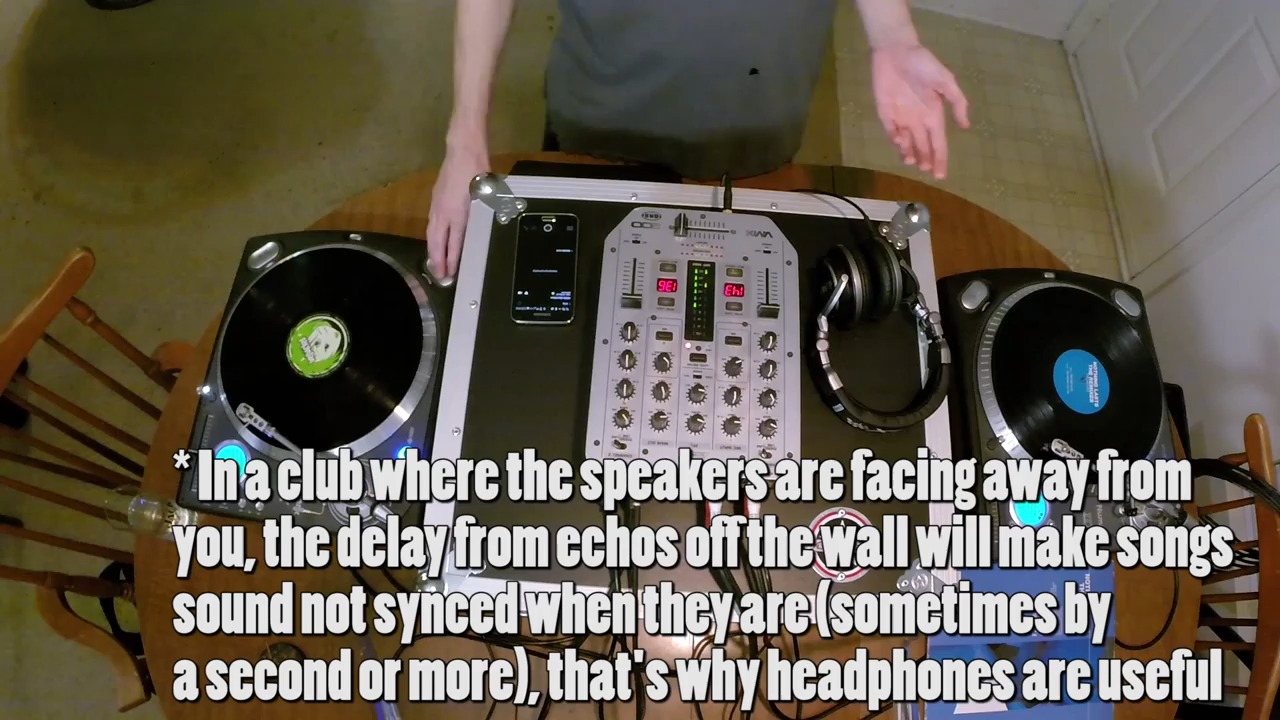 * In a club where the speakers are facing away from
you, the delay from echos off the wall will make songs
sound not synced when they are (sometimes by
a second or more), that's why headphones are useful